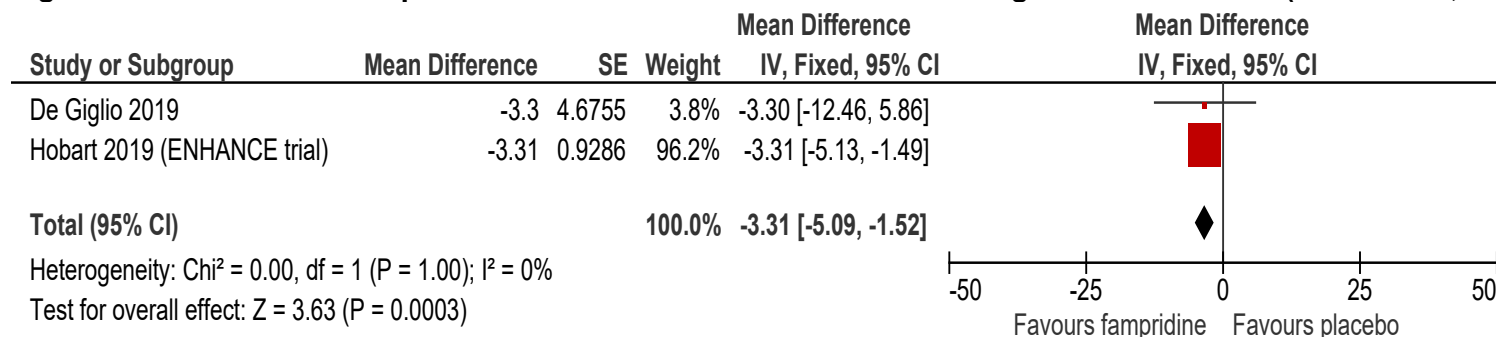 Mean Difference Mean Difference
Study or Subgroup Mean Difference SE Weight IV, Fixed, 95% CI IV, Fixed, 95% CI
De Giglio 2019 -3.3 4.6755 3.8% -3.30 [-12.46, 5.86]
Hobart 2019 (ENHANCE trial) -3.31 0.9286 96.2% -3.31 [-5.13, -1.49]
Total (95% CI) 100.0% -3.31 [-5.09, -1.52]
Heterogeneity: Chi² = 0.00, df = 1 (P = 1.00); I² = 0%
-50 -25 0 25 50
Test for overall effect: Z = 3.63 (P = 0.0003)
Favours fampridine Favours placebo